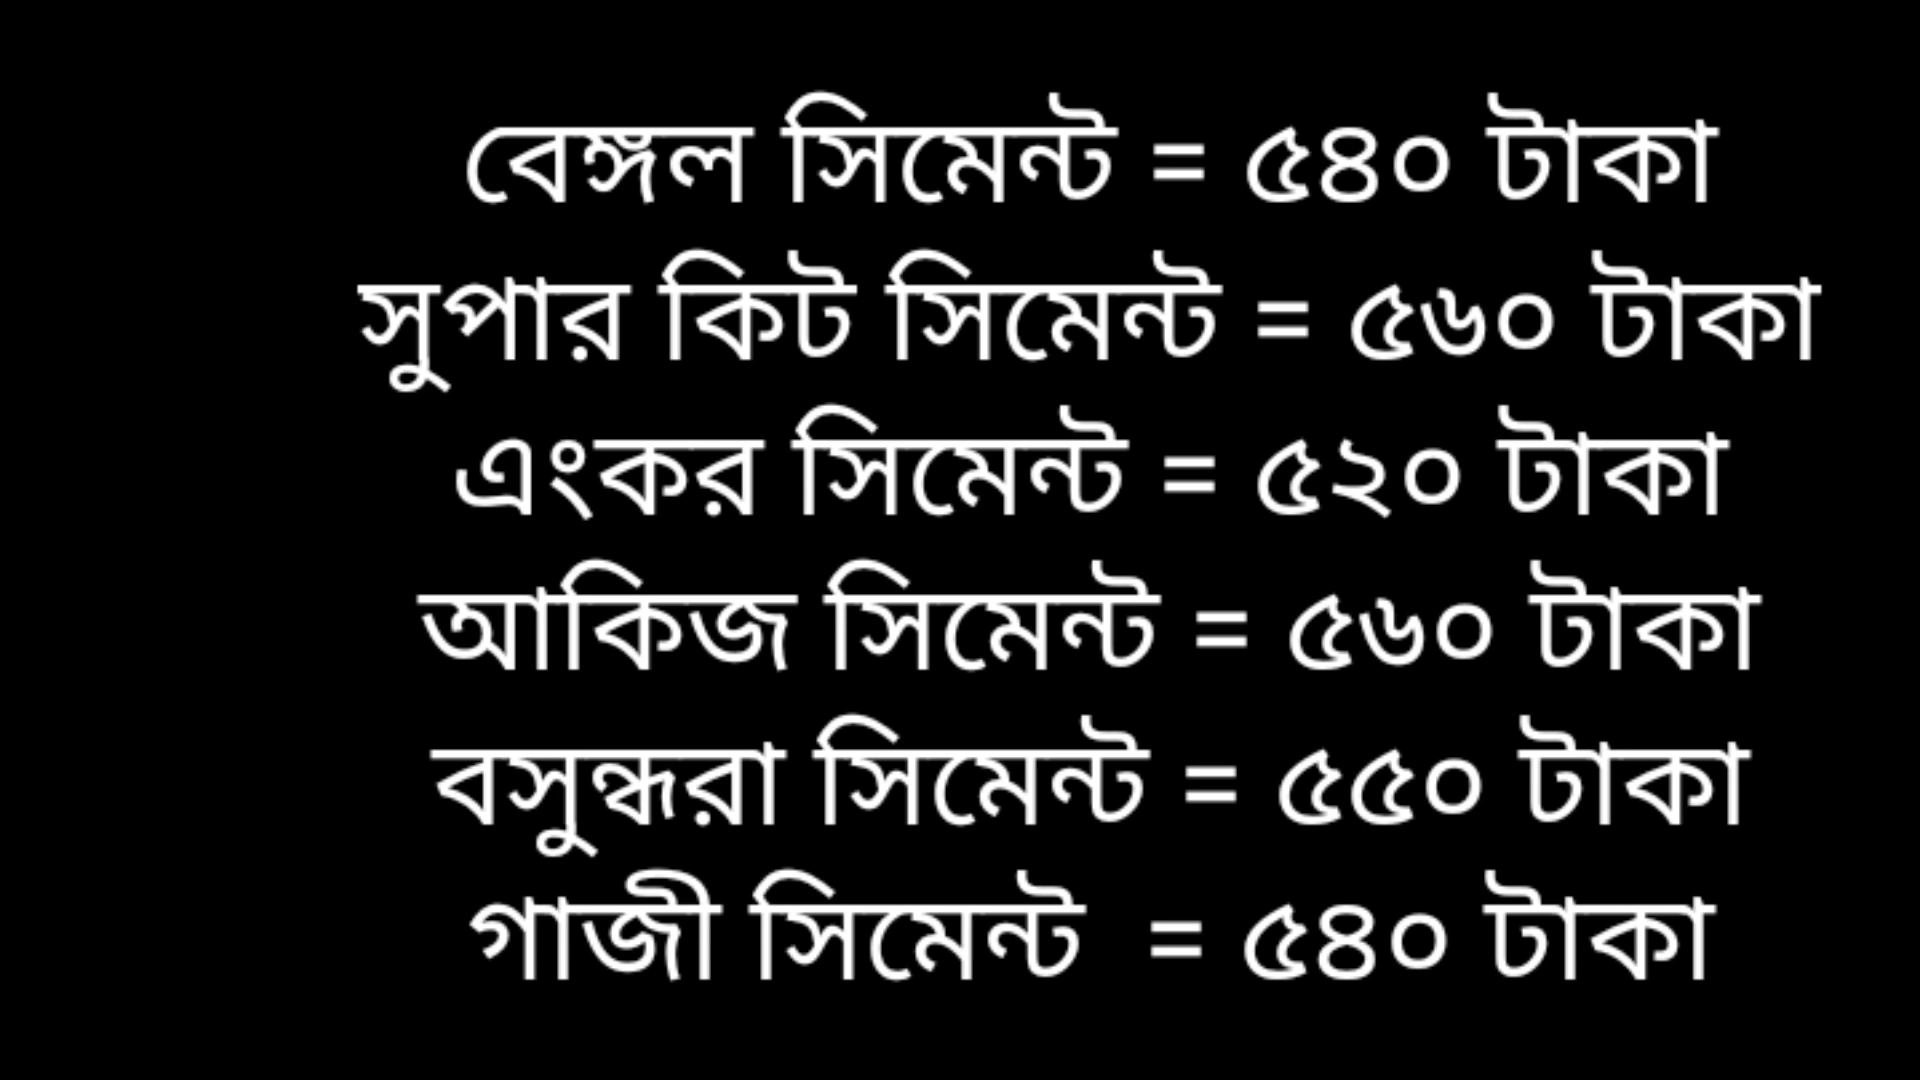 বেঙ্গল সিমেন্ট = ৫৪০ টাকা
সুপার কিট সিমেন্ট = ৫৬০ টাকা
এংকর সিমেন্ট = ৫২০ টাকা
আকিজ সিমেন্ট = ৫৬০ টাকা
বসুন্ধরা সিমেন্ট = ৫৫০ টাকা
গাজী সিমেন্ট = ৫৪০ টাকা